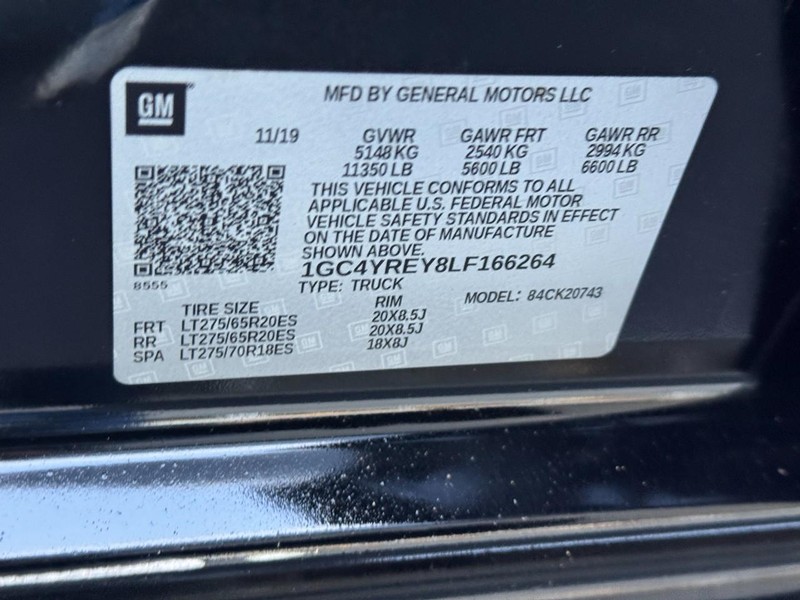 GM
MFD BY GENERAL MOTORS LLC
11/19 GVWR GAWR FRT GAWR RR
5148 KG 2540 KG 2994 KG
11350 LB 5600 LB 6600 LB
THIS VEHICLE CONFORMS TO ALL
APPLICABLE U.S. FEDERAL MOTOR
VEHICLE SAFETY STANDARDS IN EFFECT
ON THE DATE OF MANUFACTURE
SHOWN ABOVE.
8555
1GC4YREY8LF166264
TYPE: TRUCK MODEL: 84CK20743
TIRE SIZE RIM
FRT LT275/65R20ES 20X8.5J
RR LT275/65R20ES 20X8.5J
SPA LT275/70R18ES 18X8J